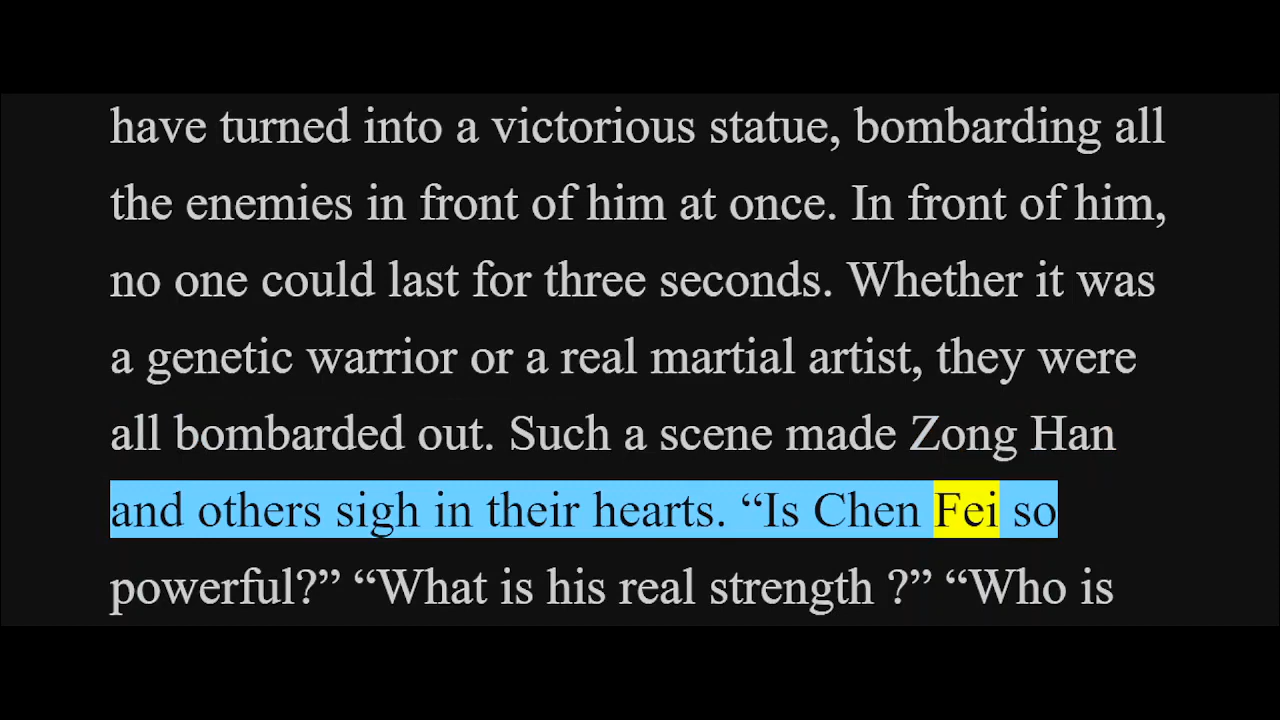 have turned into a victorious statue, bombarding all
the enemies in front of him at once. In front of him,
no one could last for three seconds. Whether it was
a genetic warrior or a real martial artist, they were
all bombarded out. Such a scene made Zong Han
and others sigh in their hearts. “Is Chen Fei so
powerful?” “What is his real strength ?” “Who is